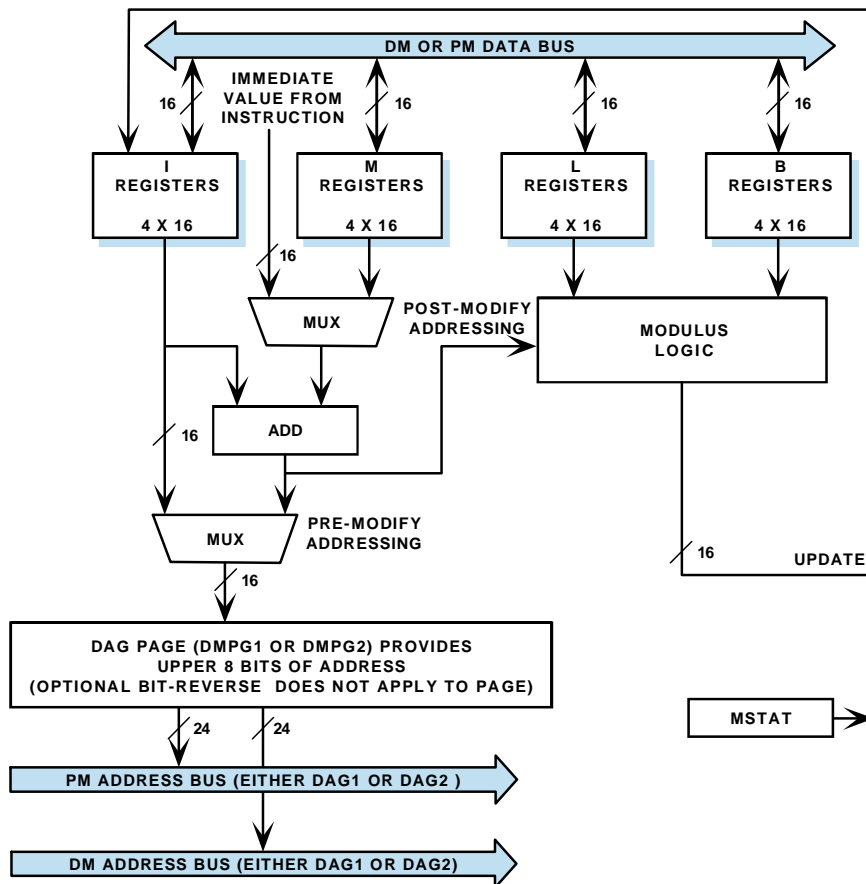 DM OR PM DATA BUS
IMMEDIATE
VALUE FROM
INSTRUCTION
16
16
16
16
I
REGISTERS
4 X 16
M
REGISTERS
4 X 16
L
REGISTERS
4 X 16
B
REGISTERS
4 X 16
16
MUX
POST-MODIFY
ADDRESSING
MODULUS
LOGIC
ADD
16
MUX
PRE-MODIFY
ADDRESSING
16
16
UPDATE
DAG PAGE (DMPG1 OR DMPG2) PROVIDES
UPPER 8 BITS OF ADDRESS
(OPTIONAL BIT-REVERSE DOES NOT APPLY TO PAGE)
24
24
MSTAT
PM ADDRESS BUS (EITHER DAG1 OR DAG2 )
DM ADDRESS BUS (EITHER DAG1 OR DAG2)